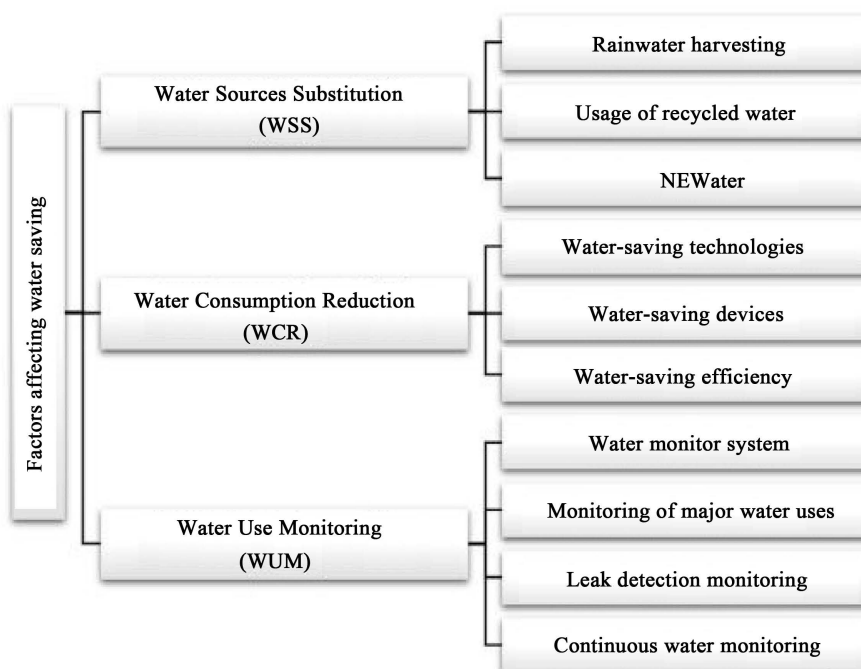 Factors affecting water saving
Water Sources Substitution
(WSS)
Rainwater harvesting
Usage of recycled water
NEWater
Water Consumption Reduction
(WCR)
Water-saving technologies
Water-saving devices
Water-saving efficiency
Water Use Monitoring
(WUM)
Water monitor system
Monitoring of major water uses
Leak detection monitoring
Continuous water monitoring